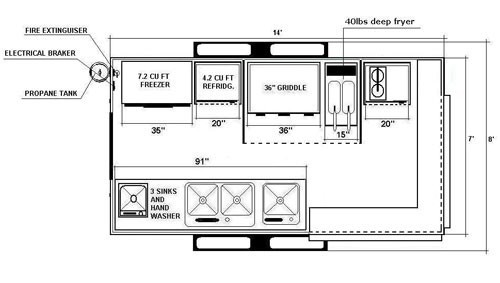 FIRE EXTINGUISER
ELECTRICAL BRAKER
PROPANE TANK
14'
40lbs deep fryer
7.2 CU FT
FREEZER
4.2 CU FT
REFRIDG.
36" GRIDDLE
35"
20"
36"
15"
20"
7'
8'
91"
3 SINKS
AND
HAND
WASHER